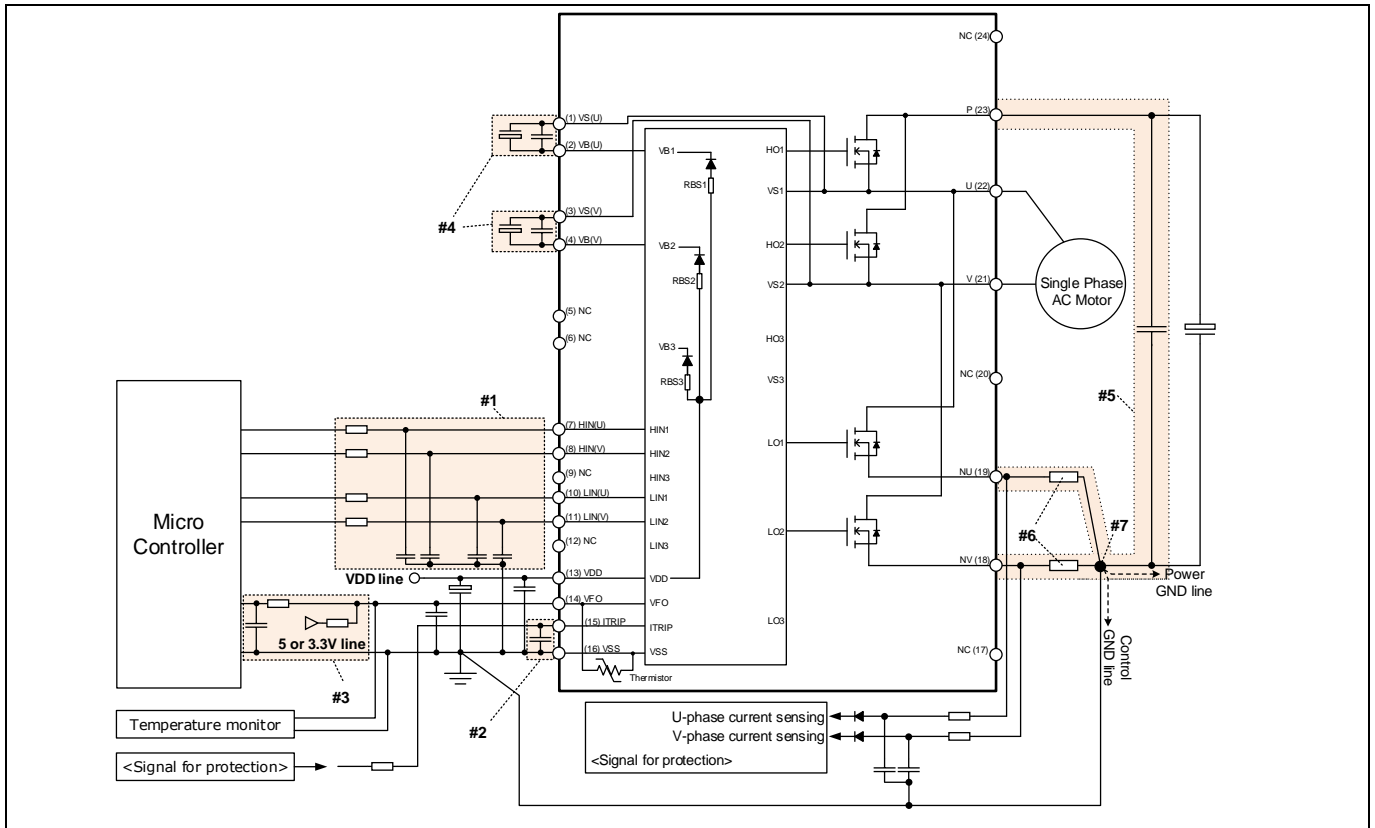 NC (24)
P (23)
(1) VS(U)
(2) VB(U)
VB1
RBS1
HO1
VS1
U (22)
#4
(3) VS(V)
(4) VB(V)
VB2
RBS2
HO2
VS2
V (21)
Single Phase
AC Motor
(5) NC
(6) NC
VB3
RBS3
HO3
VS3
NC (20)
#5
#1
(7) HIN(U)
HIN1
(8) HIN(V)
HIN2
(9) NC
HIN3
(10) LIN(U)
LIN1
(11) LIN(V)
LIN2
(12) NC
LIN3
LO1
NU (19)
LO2
#6
#7
NV (18)
Power
GND line
Control
GND line
Micro
Controller
VDD line
(13) VDD
VDD
(14) VFO
VFO
(15) ITRIP
ITRIP
(16) VSS
VSS
LO3
NC (17)
Thermistor
5 or 3.3V line
#3
#2
Temperature monitor
<Signal for protection>
U-phase current sensing
V-phase current sensing
<Signal for protection>